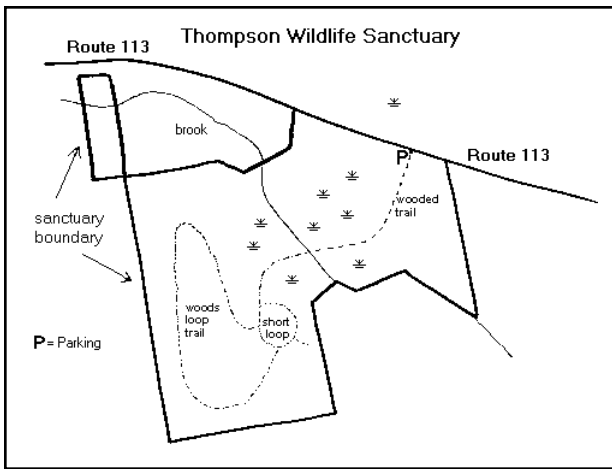 Thompson Wildlife Sanctuary
Route 113
brook
P
Route 113
wooded
trail
sanctuary
boundary
woods
loop
trail
short
loop
P = Parking